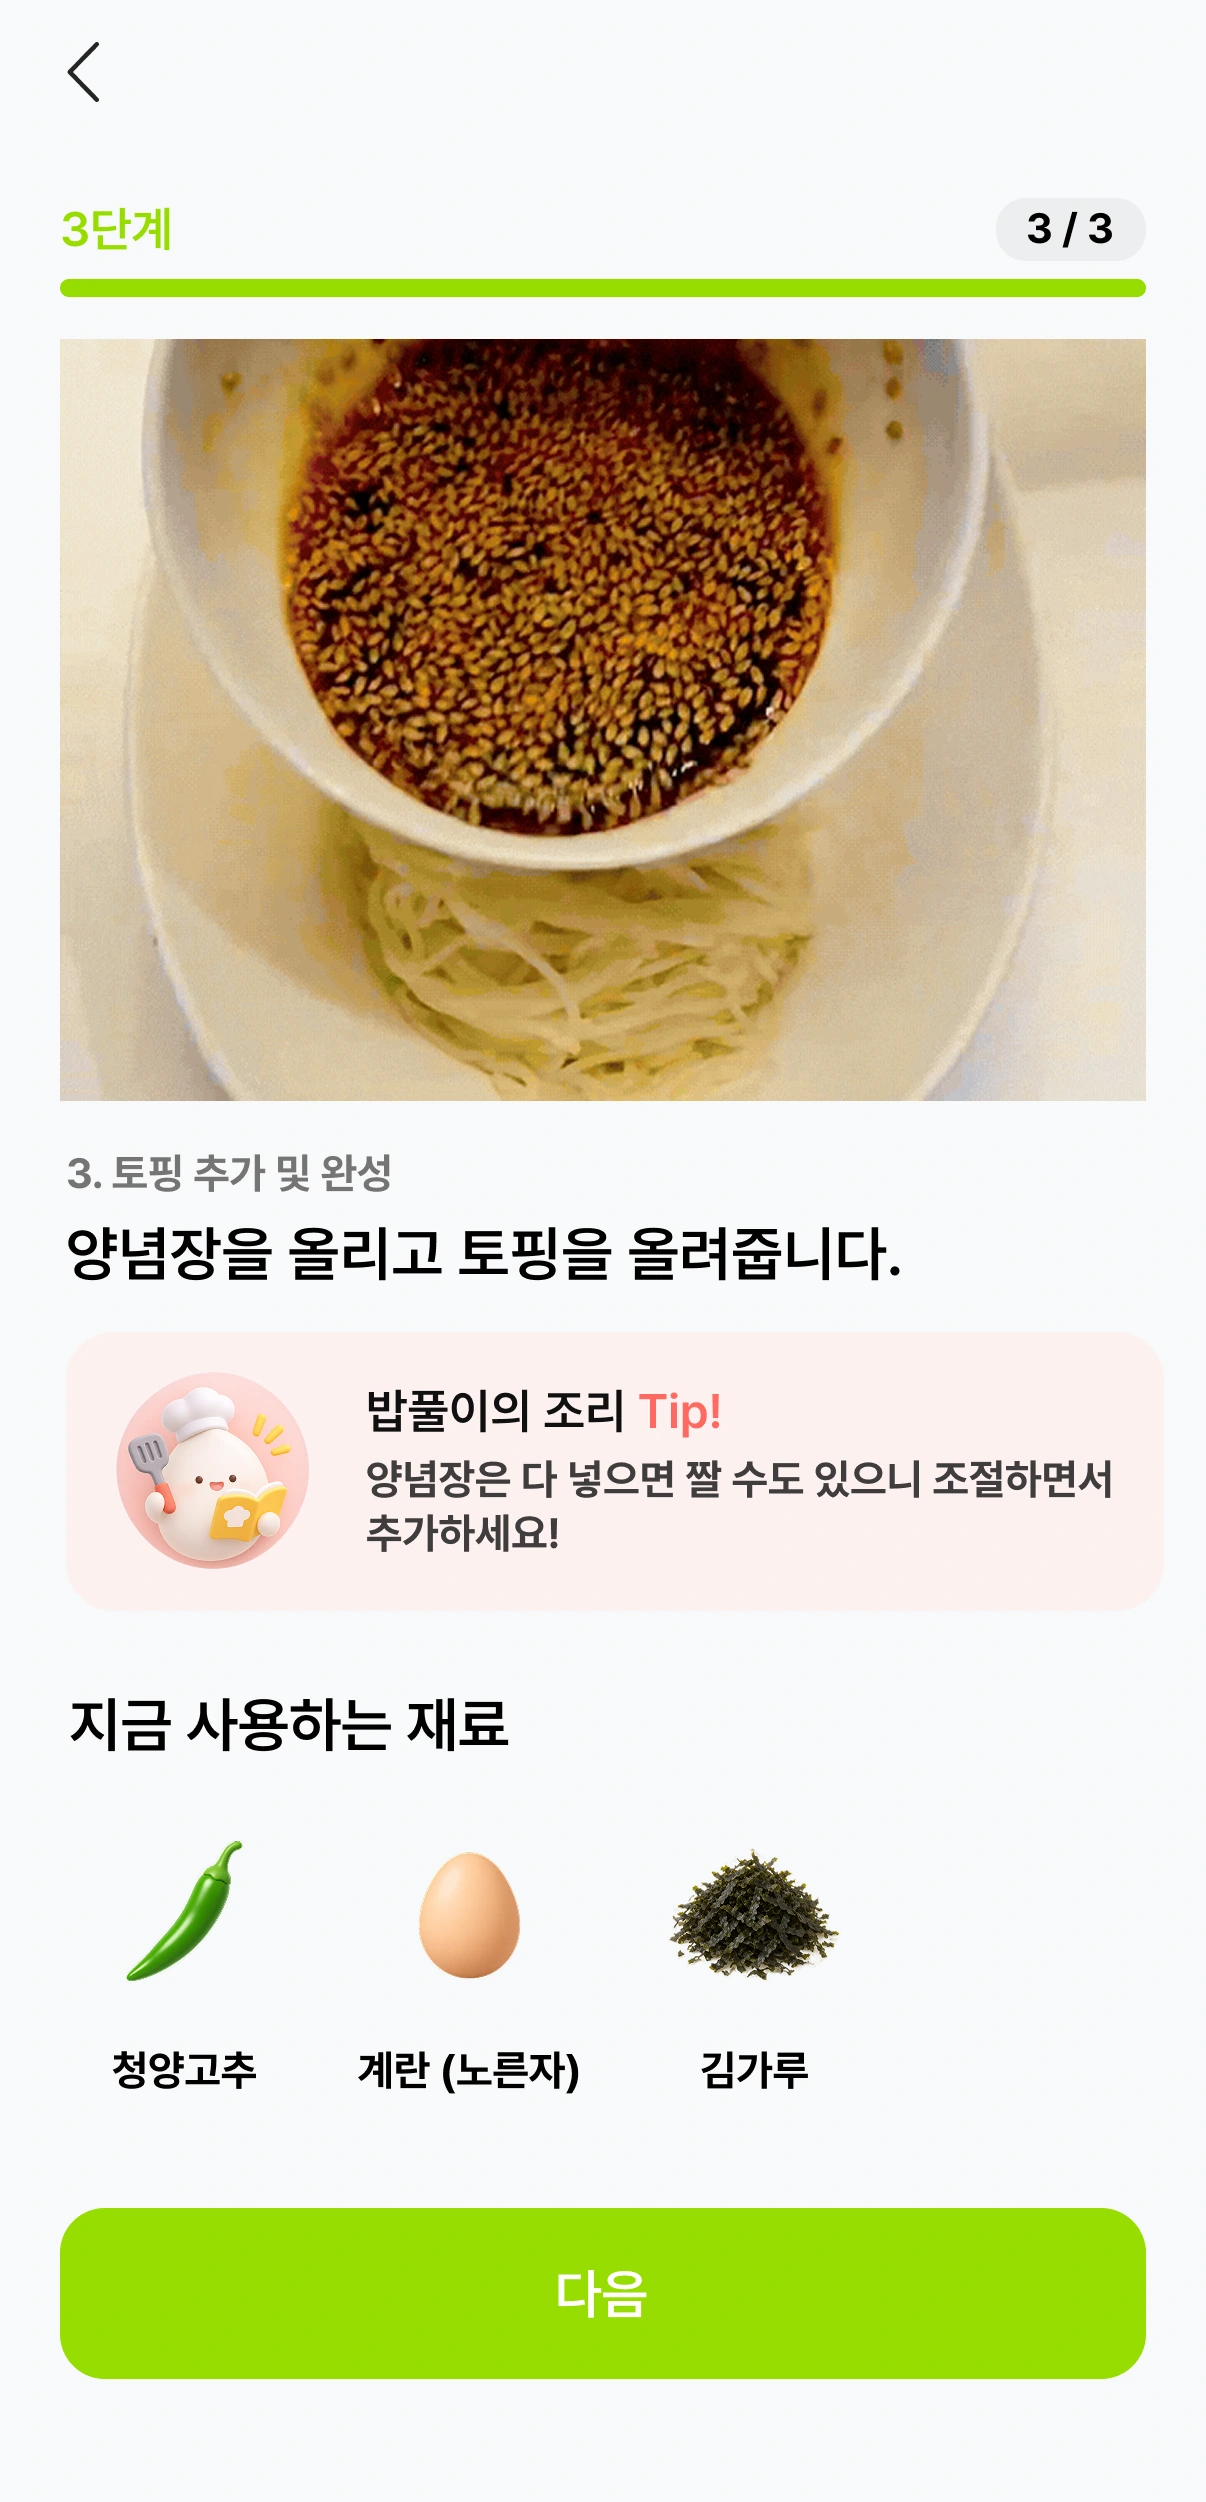 3단계
3 / 3
3. 토핑 추가 및 완성
양념장을 올리고 토핑을 올려줍니다.
밥풀이의 조리 Tip!
양념장은 다 넣으면 짤 수도 있으니 조절하면서
추가하세요!
지금 사용하는 재료
청양고추
계란 (노른자)
김가루
다음